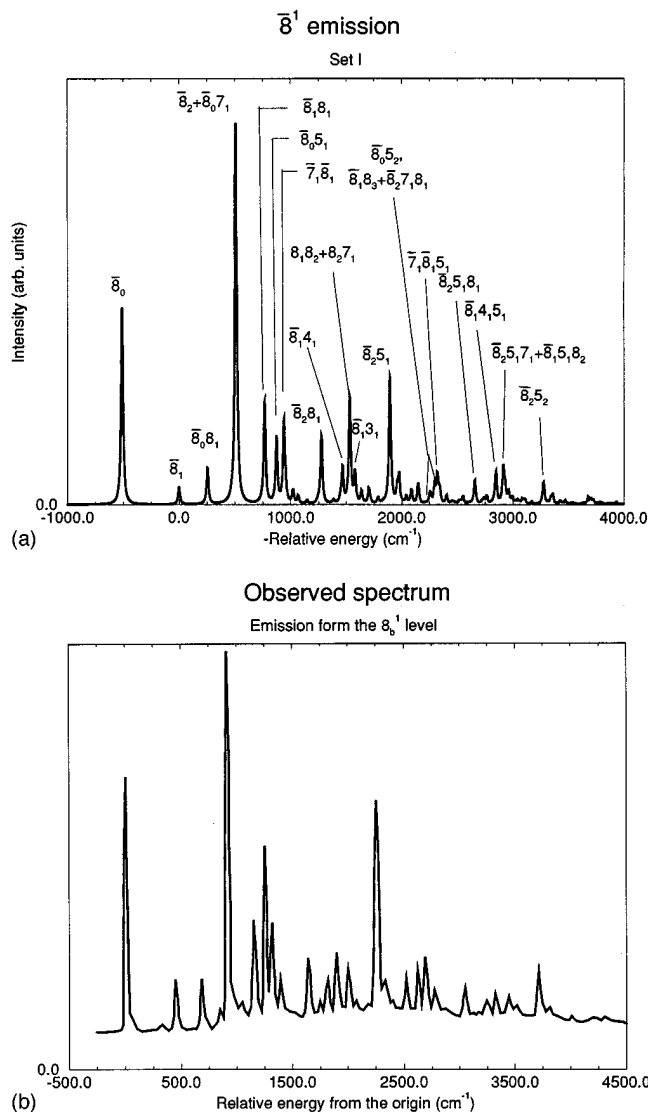 8̅¹ emission
Set I
8̅₂+8̅₀7₁
8̅₁8₁
8̅₀5₁
7̅₁8̅₁
8̅₀5₂,
8̅₁8₃+8̅₂7₁8₁
8̅₀
8₁8₂+8₂7₁
7̅₁8̅₁5₁
8̅₂5₁8₁
8̅₁4₁5₁
8̅₁4₁
8̅₂5₁
8̅₂5₁7₁+8̅₁5₁8₂
8̅₂8₁
8̅₂5₂
8̅₁
8̅₀8₁
8̅₁3₁
Intensity (arb. units)
0.0
-1000.0 0.0 1000.0 2000.0 3000.0 4000.0
-Relative energy (cm⁻¹)
(a)
Observed spectrum
Emission form the 8_b¹ level
0.0
-500.0 500.0 1500.0 2500.0 3500.0 4500.0
Relative energy from the origin (cm⁻¹)
(b)